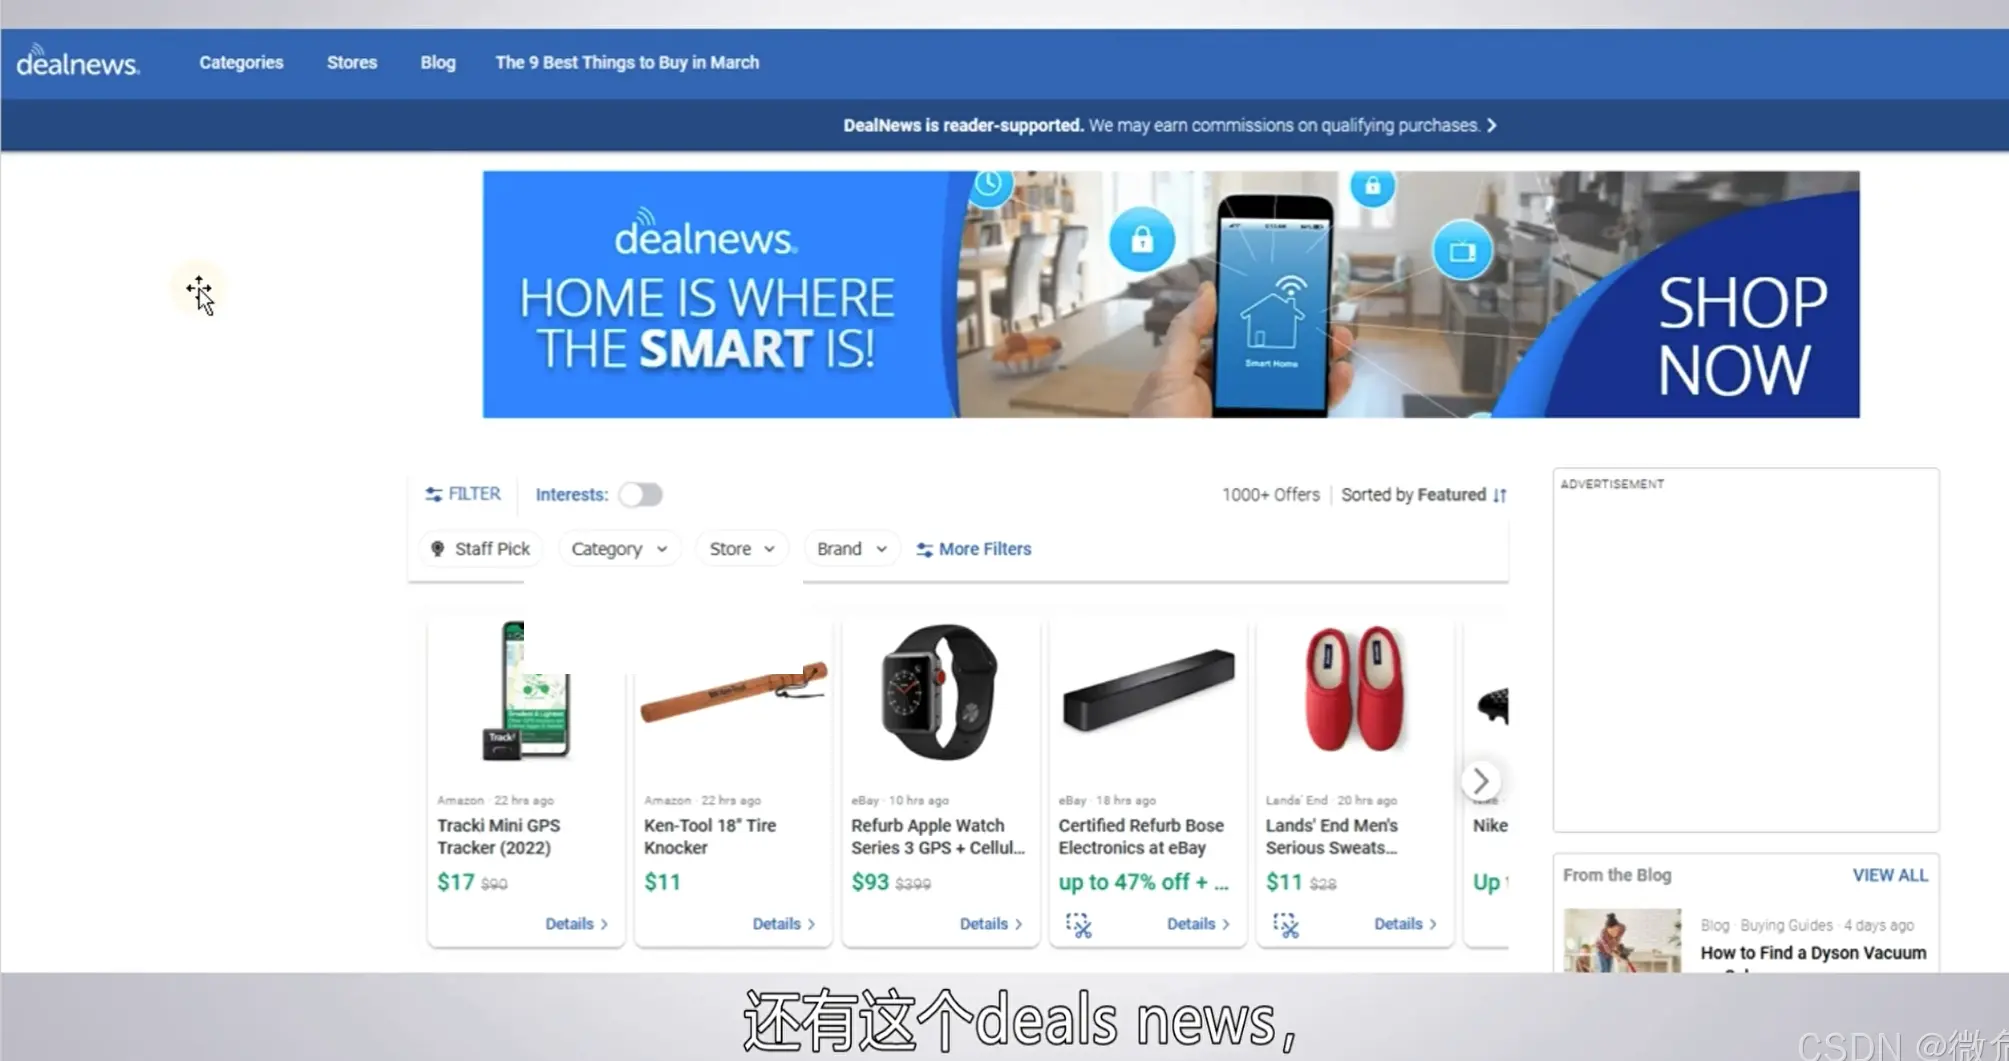 dealnews.
Categories
Stores
Blog
The 9 Best Things to Buy in March
DealNews is reader-supported. We may earn commissions on qualifying purchases.
dealnews.
HOME IS WHERE
THE SMART IS!
Smart Home
SHOP
NOW
FILTER
Interests:
1000+ Offers
Sorted by Featured
ADVERTISEMENT
Staff Pick
Category
Store
Brand
More Filters
Tracki
Amazon · 22 hrs ago
Tracki Mini GPS
Tracker (2022)
$17 $90
Details
Amazon · 22 hrs ago
Ken-Tool 18" Tire
Knocker
$11
Details
eBay · 10 hrs ago
Refurb Apple Watch
Series 3 GPS + Cellul...
$93 $399
Details
eBay · 18 hrs ago
Certified Refurb Bose
Electronics at eBay
up to 47% off + ...
Details
Lands' End · 20 hrs ago
Lands' End Men's
Serious Sweats...
$11 $28
Details
Nike
Up
From the Blog
VIEW ALL
Blog · Buying Guides · 4 days ago
How to Find a Dyson Vacuum
还有这个deals news,
CSDN @微